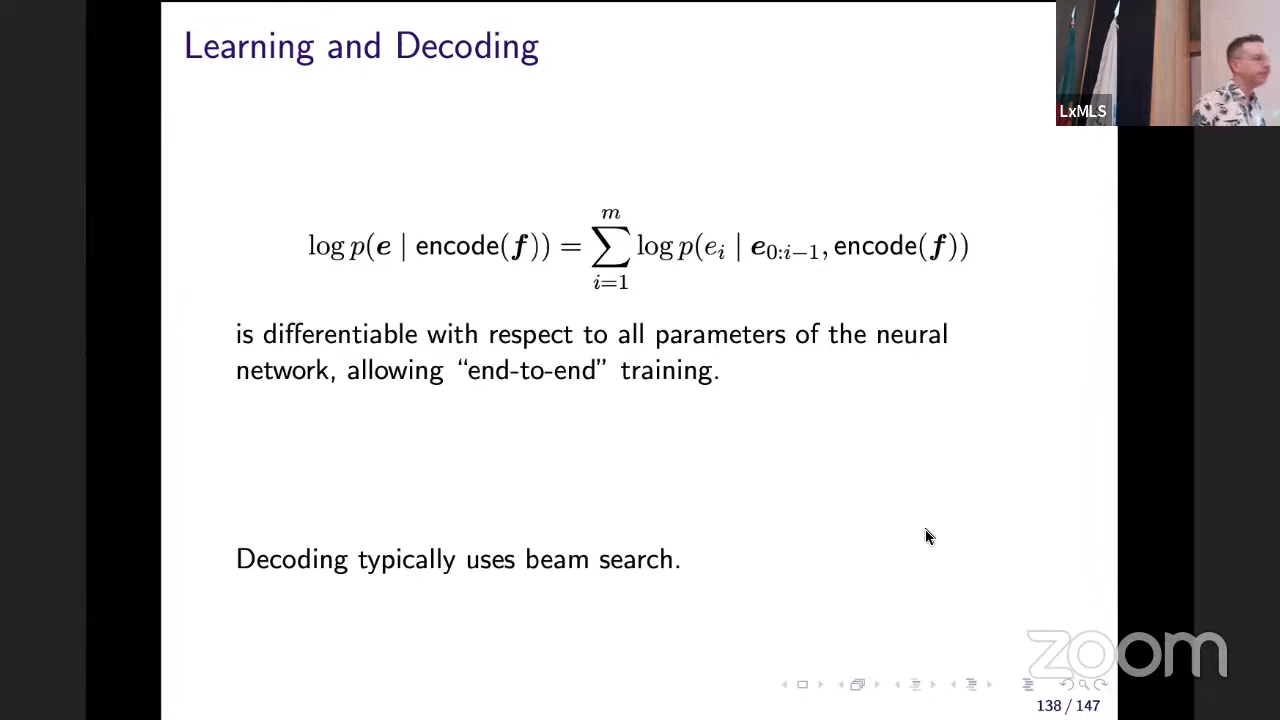 Learning and Decoding
LxMLS
log p(e | encode(f)) = ∑_{i=1}^{m} log p(e_i | e_{0:i−1}, encode(f))
is differentiable with respect to all parameters of the neural
network, allowing “end-to-end” training.
Decoding typically uses beam search.
zoom
138 / 147